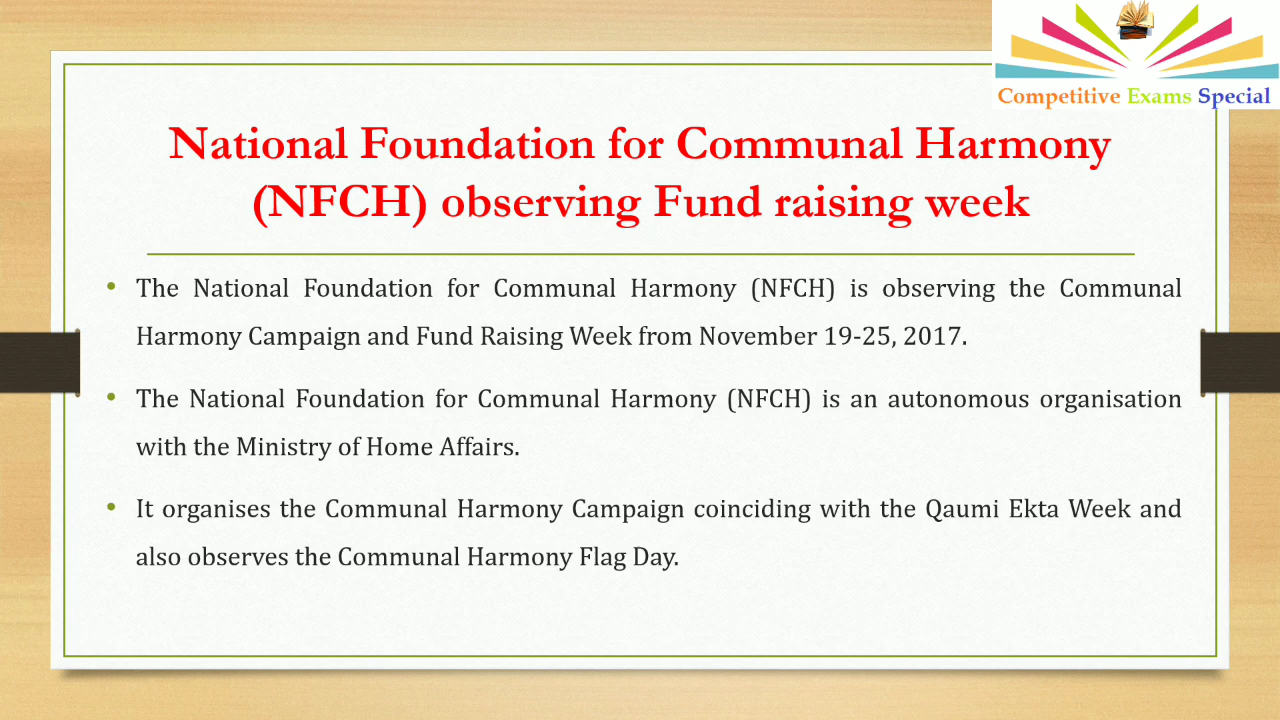 Competitive Exams Special
National Foundation for Communal Harmony
(NFCH) observing Fund raising week
• The National Foundation for Communal Harmony (NFCH) is observing the Communal
Harmony Campaign and Fund Raising Week from November 19-25, 2017.
• The National Foundation for Communal Harmony (NFCH) is an autonomous organisation
with the Ministry of Home Affairs.
• It organises the Communal Harmony Campaign coinciding with the Qaumi Ekta Week and
also observes the Communal Harmony Flag Day.